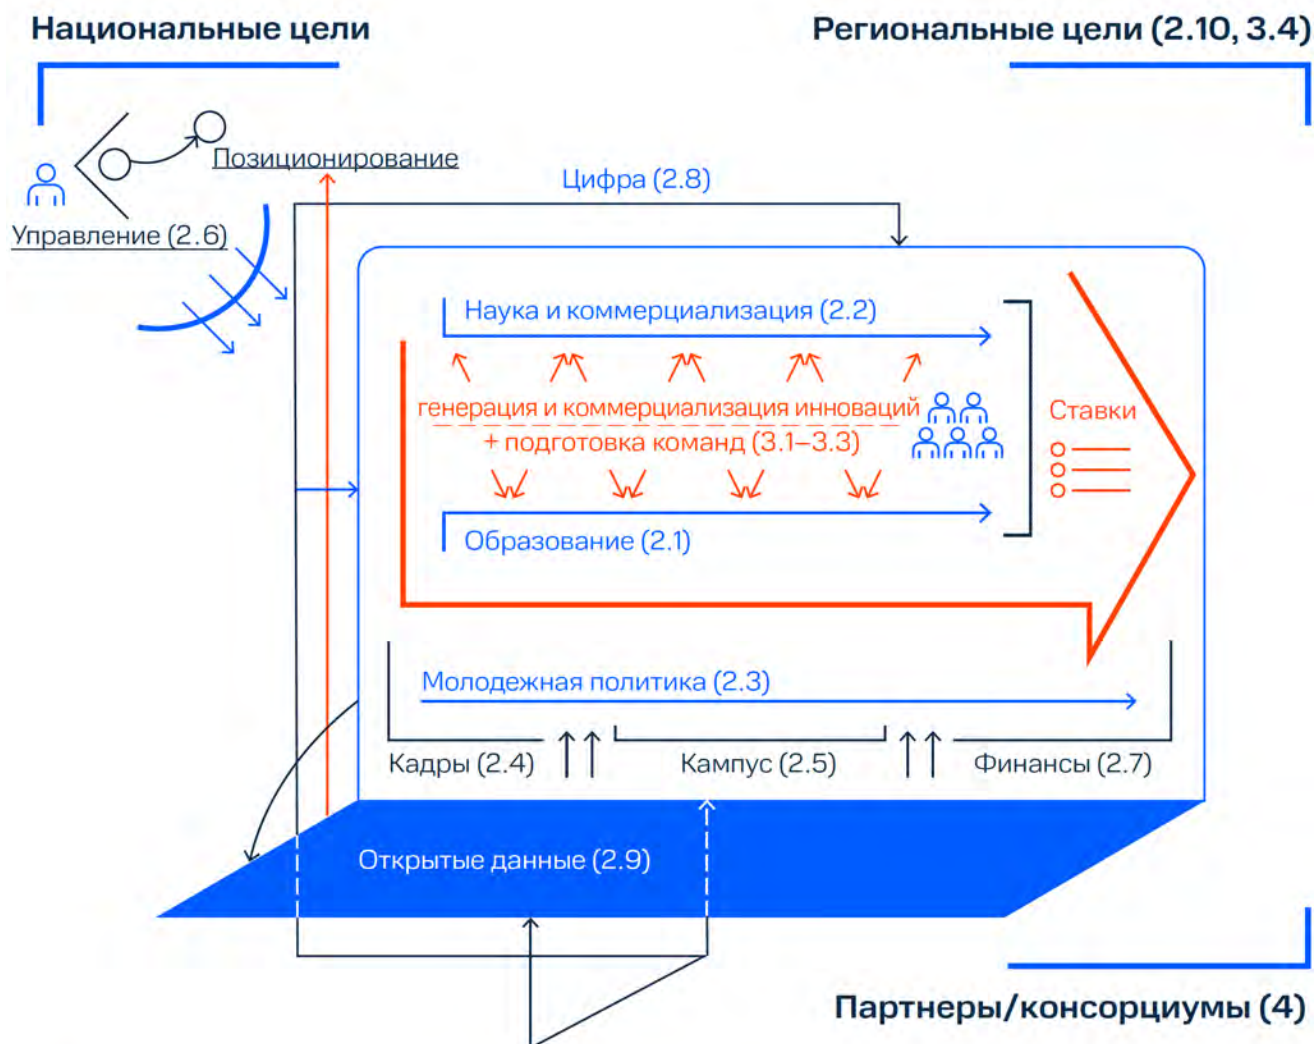 Национальные цели
Региональные цели (2.10, 3.4)
Позиционирование
Управление (2.6)
Цифра (2.8)
Наука и коммерциализация (2.2)
генерация и коммерциализация инноваций
+ подготовка команд (3.1–3.3)
Ставки
Образование (2.1)
Молодежная политика (2.3)
Кадры (2.4)
Кампус (2.5)
Финансы (2.7)
Открытые данные (2.9)
Партнеры/консорциумы (4)